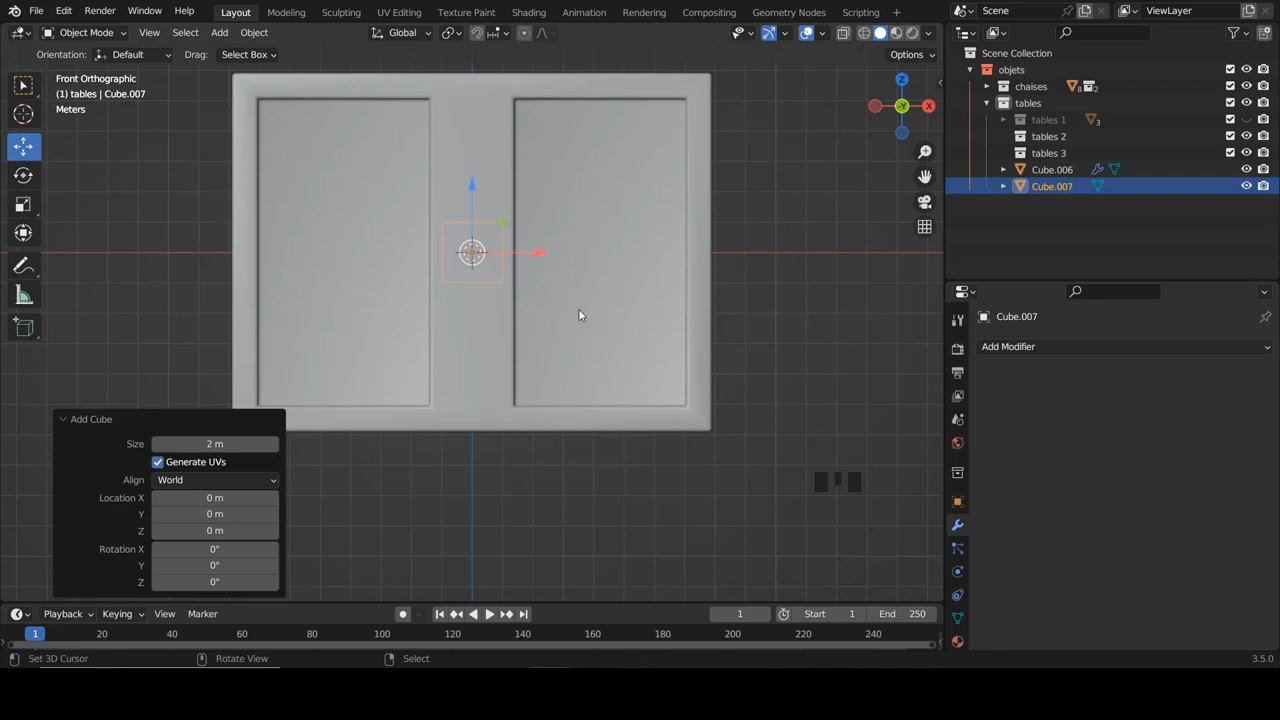 File Edit Render Window Help Layout Modeling Sculpting UV Editing Texture Paint Shading Animation Rendering Compositing Geometry Nodes Scripting + Scene ViewLayer
Object Mode View Select Add Object Global
Orientation: Default Drag: Select Box Options
Scene Collection
objets
chaises 8 2
tables
tables 1 3
tables 2
tables 3
Cube.006
Cube.007
Front Orthographic
(1) tables | Cube.007
Meters
Z
X
-Y
Cube.007
Add Modifier
Add Cube
Size 2 m
Generate UVs
Align World
Location X 0 m
Y 0 m
Z 0 m
Rotation X 0°
Y 0°
Z 0°
Playback Keying View Marker 1 Start 1 End 250
1 20 40 60 80 100 120 140 160 180 200 220 240
Set 3D Cursor Rotate View Select 3.5.0